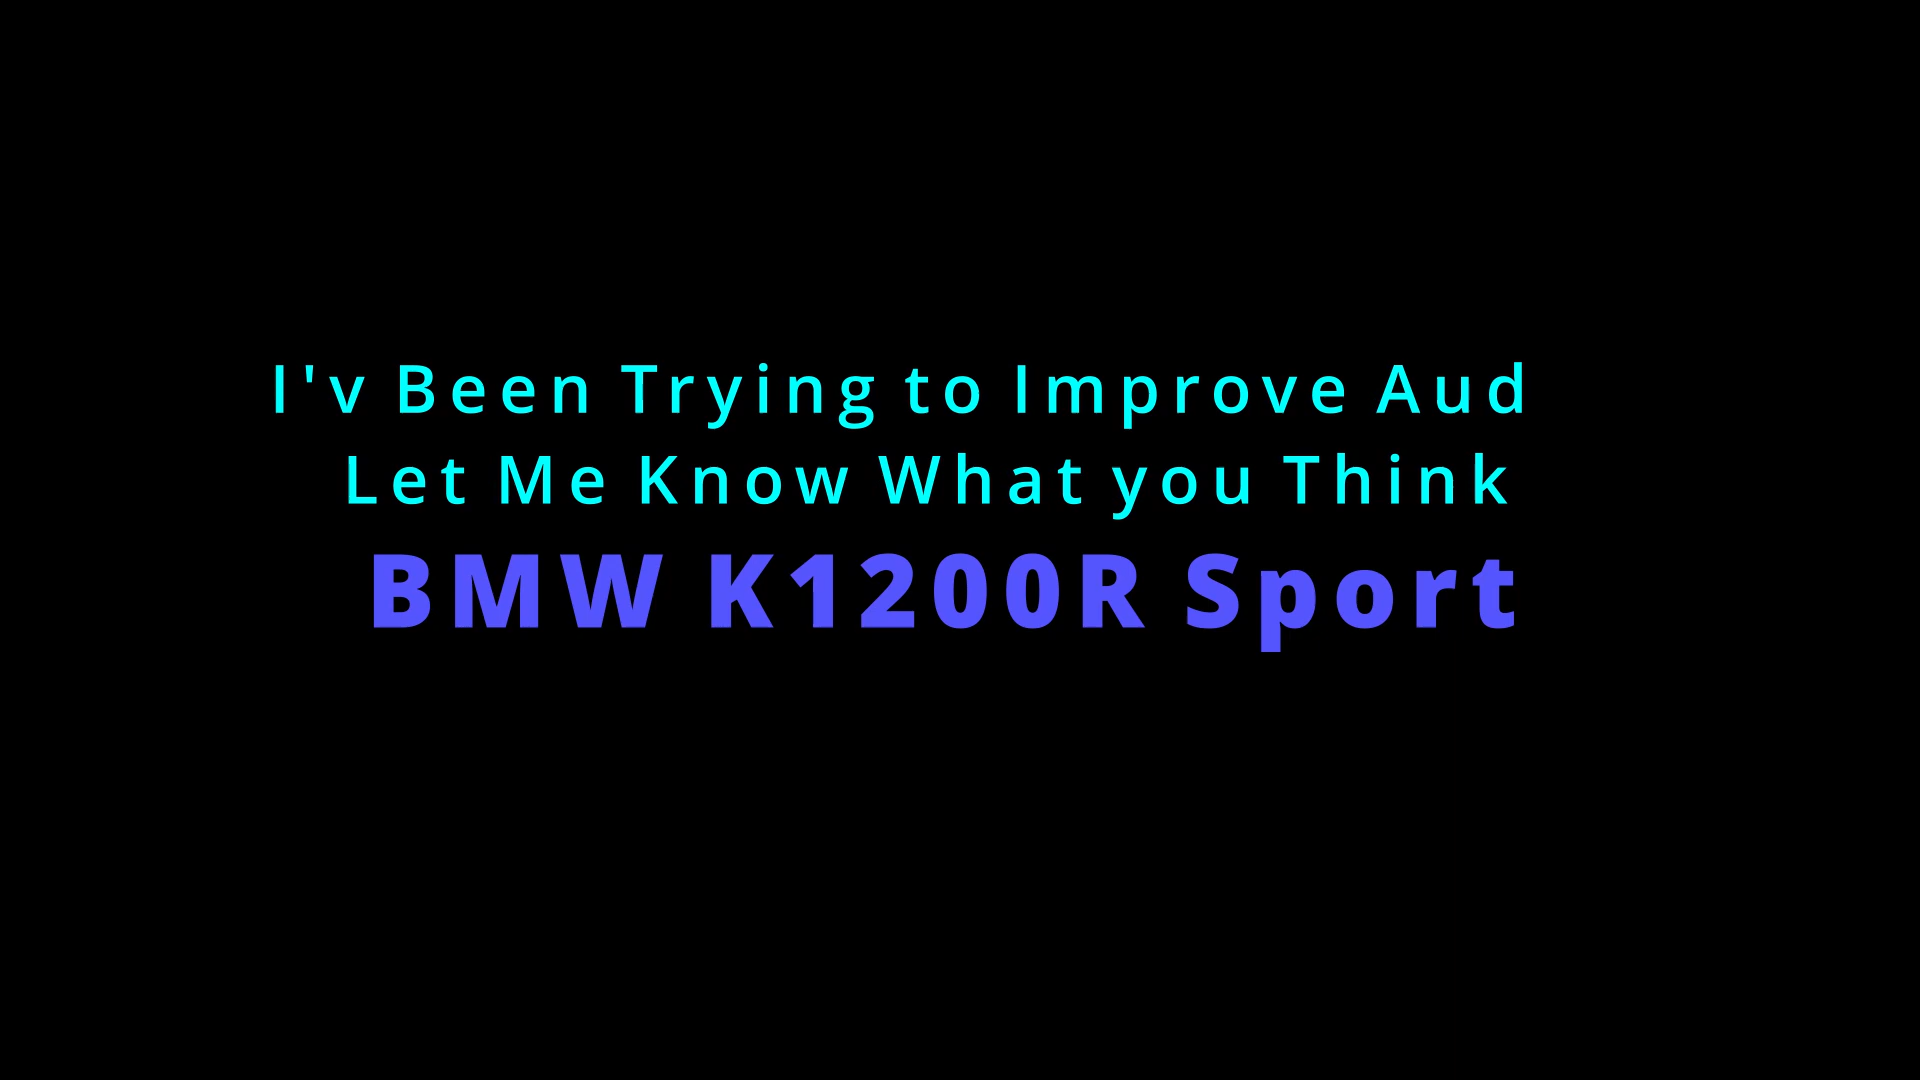 I'v Been Trying to Improve Aud
Let Me Know What you Think
BMW K1200R Sport